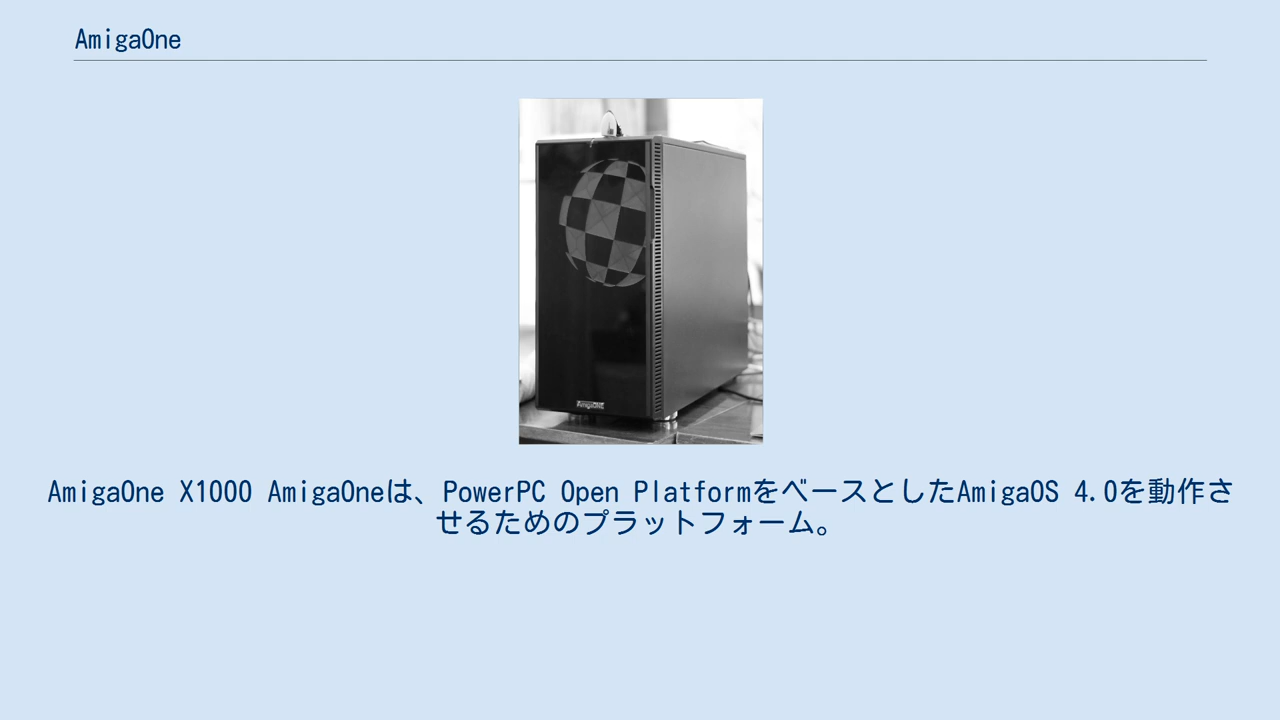 AmigaOne
AmigaONE
AmigaOne X1000 AmigaOneは、PowerPC Open PlatformをベースとしたAmigaOS 4.0を動作さ
せるためのプラットフォーム。